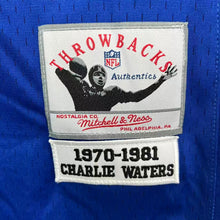 THROWBACKS
NFL
Authentics
NOSTALGIA CO.
Mitchell & Ness
PHILADELPHIA, PA.
1970-1981
CHARLIE WATERS